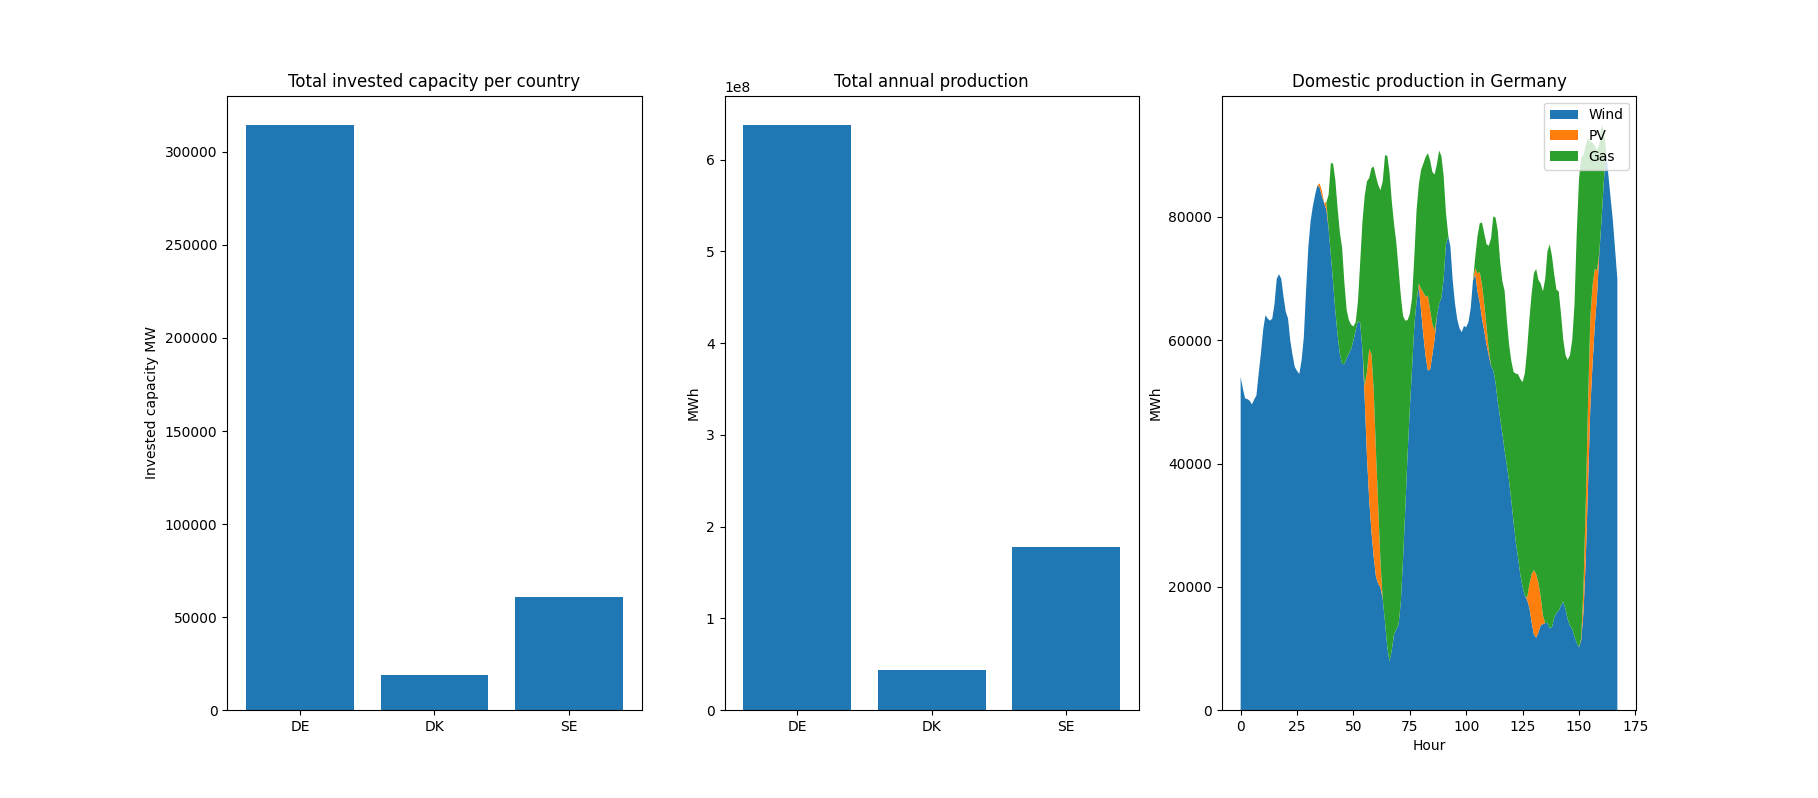 Total invested capacity per country
Invested capacity MW
300000
250000
200000
150000
100000
50000
0
DE DK SE
Total annual production
1e8
MWh
6
5
4
3
2
1
0
DE DK SE
Domestic production in Germany
Wind
PV
Gas
MWh
80000
60000
40000
20000
0
0 25 50 75 100 125 150 175
Hour